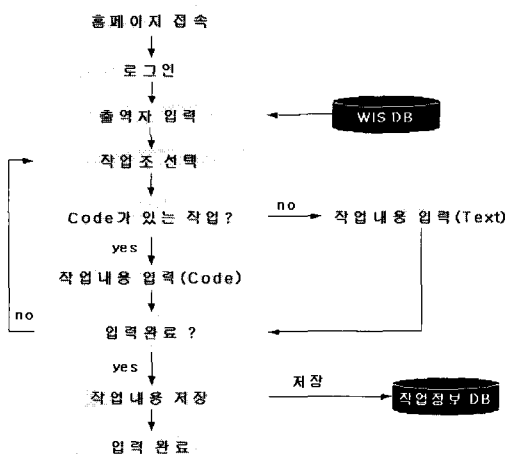 홈페이지 접속
로그인
출역자 입력
WIS DB
작업조 선택
Code가 있는 작업?
no
작업내용 입력(Text)
yes
작업내용 입력(Code)
no
입력완료 ?
yes
작업내용 저장
저장
작업정보 DB
입력 완료